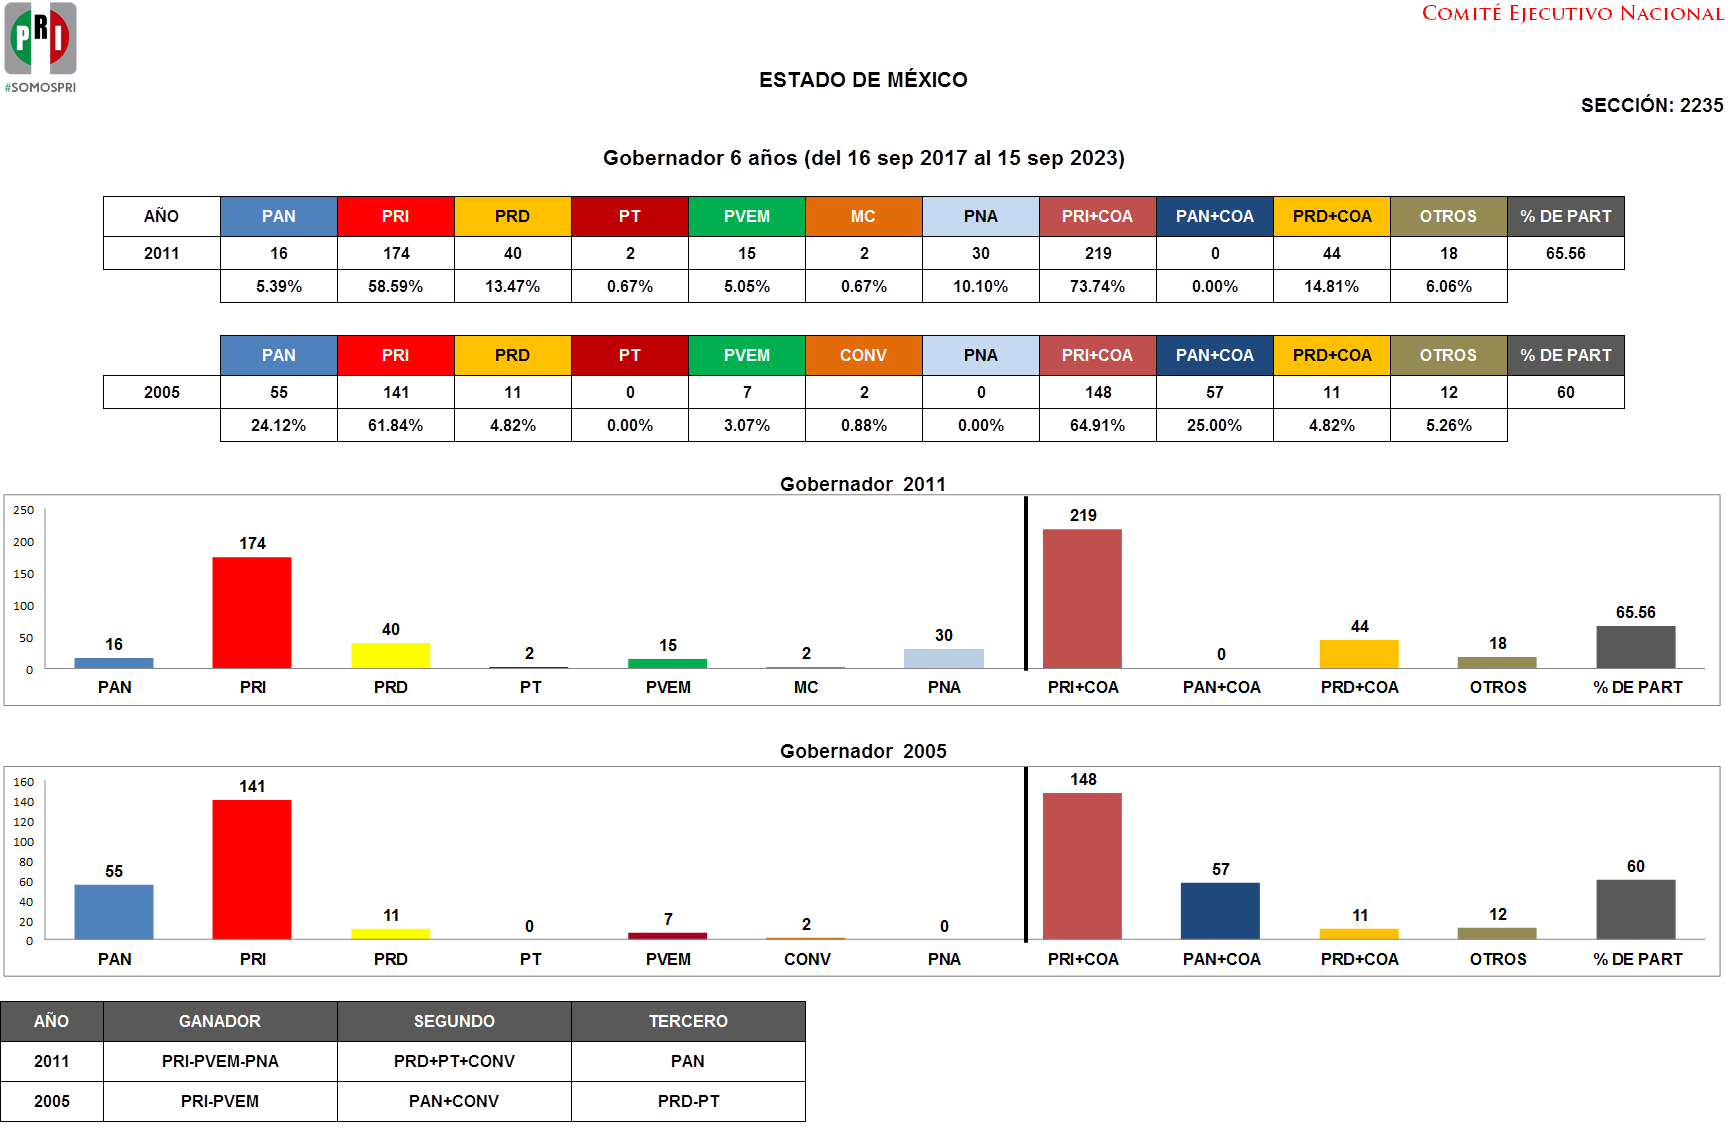 PRI
#SOMOSPRI
COMITÉ EJECUTIVO NACIONAL
ESTADO DE MÉXICO
SECCIÓN: 2235
Gobernador 6 años (del 16 sep 2017 al 15 sep 2023)
AÑO PAN PRI PRD PT PVEM MC PNA PRI+COA PAN+COA PRD+COA OTROS % DE PART
2011 16 174 40 2 15 2 30 219 0 44 18 65.56
5.39% 58.59% 13.47% 0.67% 5.05% 0.67% 10.10% 73.74% 0.00% 14.81% 6.06%
PAN PRI PRD PT PVEM CONV PNA PRI+COA PAN+COA PRD+COA OTROS % DE PART
2005 55 141 11 0 7 2 0 148 57 11 12 60
24.12% 61.84% 4.82% 0.00% 3.07% 0.88% 0.00% 64.91% 25.00% 4.82% 5.26%
Gobernador 2011
250
200
150
100
50
0
16 174 40 2 15 2 30 219 0 44 18 65.56
PAN PRI PRD PT PVEM MC PNA PRI+COA PAN+COA PRD+COA OTROS % DE PART
Gobernador 2005
160
140
120
100
80
60
40
20
0
55 141 11 0 7 2 0 148 57 11 12 60
PAN PRI PRD PT PVEM CONV PNA PRI+COA PAN+COA PRD+COA OTROS % DE PART
AÑO GANADOR SEGUNDO TERCERO
2011 PRI-PVEM-PNA PRD+PT+CONV PAN
2005 PRI-PVEM PAN+CONV PRD-PT